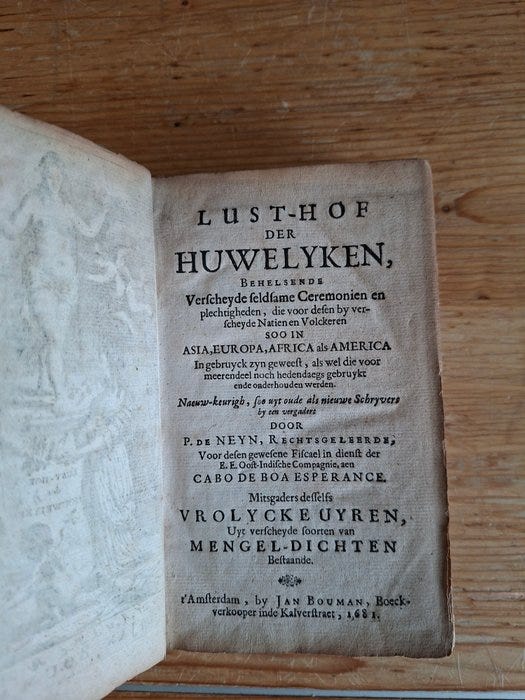 LUST-HOF
DER
HUWELYKEN,
BEHELSENDE
Verscheyde ſeldſame Ceremonien en
plechtigheden, die voor deſen by ver-
ſcheyde Natien en Volckeren
SOO IN
ASIA, EUROPA, AFRICA als AMERICA
In gebruyck zyn geweeſt, als wel die voor
meerendeel noch hedendaegs gebruykt
ende onderhouden werden.
Naeuw-keurigh, ſoo uyt oude als nieuwe Schryvers
by een vergadert
DOOR
P. DE NEYN, RECHTSGELEERDE,
Voor deſen geweſene Fiſcael in dienſt der
E. E. Ooſt-Indiſche Compagnie, aen
CABO DE BOA ESPERANCE.
Mitsgaders deſſelfs
VROLYCKE UYREN,
Uyt verſcheyde ſoorten van
MENGEL-DICHTEN
Beſtaande.
t'Amſterdam, by JAN BOUMAN, Boeck-
verkooper inde Kalverſtraet, 1681.